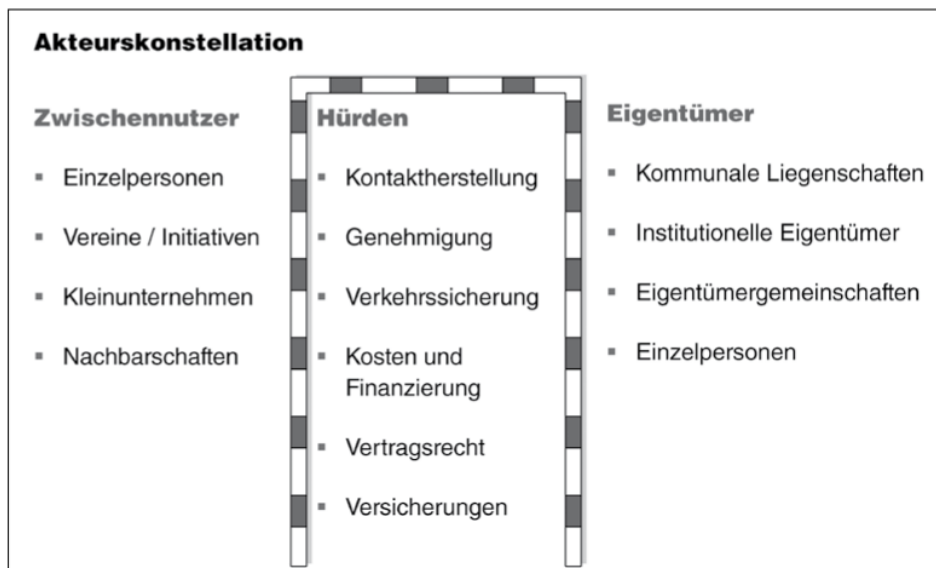 Akteurskonstellation
Zwischennutzer
Einzelpersonen
Vereine / Initiativen
Kleinunternehmen
Nachbarschaften
Hürden
Kontaktherstellung
Genehmigung
Verkehrssicherung
Kosten und
Finanzierung
Vertragsrecht
Versicherungen
Eigentümer
Kommunale Liegenschaften
Institutionelle Eigentümer
Eigentümergemeinschaften
Einzelpersonen